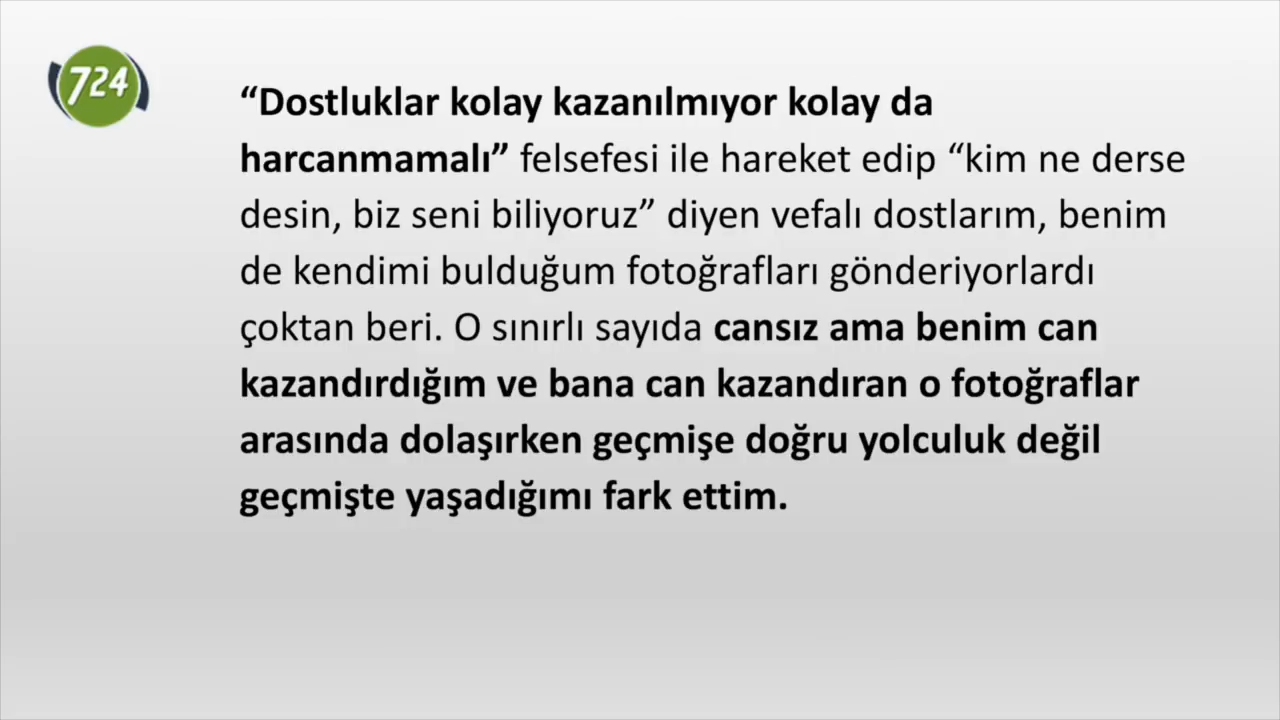 724
“Dostluklar kolay kazanılmıyor kolay da
harcanmamalı” felsefesi ile hareket edip “kim ne derse
desin, biz seni biliyoruz” diyen vefalı dostlarım, benim
de kendimi bulduğum fotoğrafları gönderiyorlardı
çoktan beri. O sınırlı sayıda cansız ama benim can
kazandırdığım ve bana can kazandıran o fotoğraflar
arasında dolaşırken geçmişe doğru yolculuk değil
geçmişte yaşadığımı fark ettim.